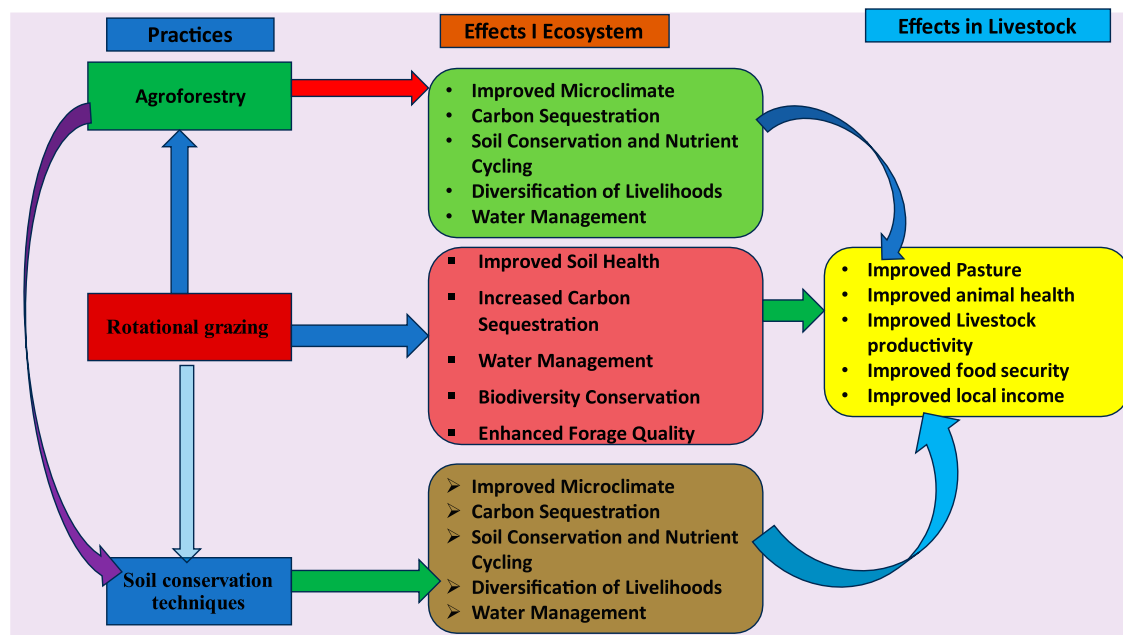 Practices
Effects I Ecosystem
Effects in Livestock
Agroforestry
• Improved Microclimate
• Carbon Sequestration
• Soil Conservation and Nutrient
Cycling
• Diversification of Livelihoods
• Water Management
Rotational grazing
▪ Improved Soil Health
▪ Increased Carbon
Sequestration
▪ Water Management
▪ Biodiversity Conservation
▪ Enhanced Forage Quality
• Improved Pasture
• Improved animal health
• Improved Livestock
productivity
• Improved food security
• Improved local income
Soil conservation
techniques
➢ Improved Microclimate
➢ Carbon Sequestration
➢ Soil Conservation and Nutrient
Cycling
➢ Diversification of Livelihoods
➢ Water Management